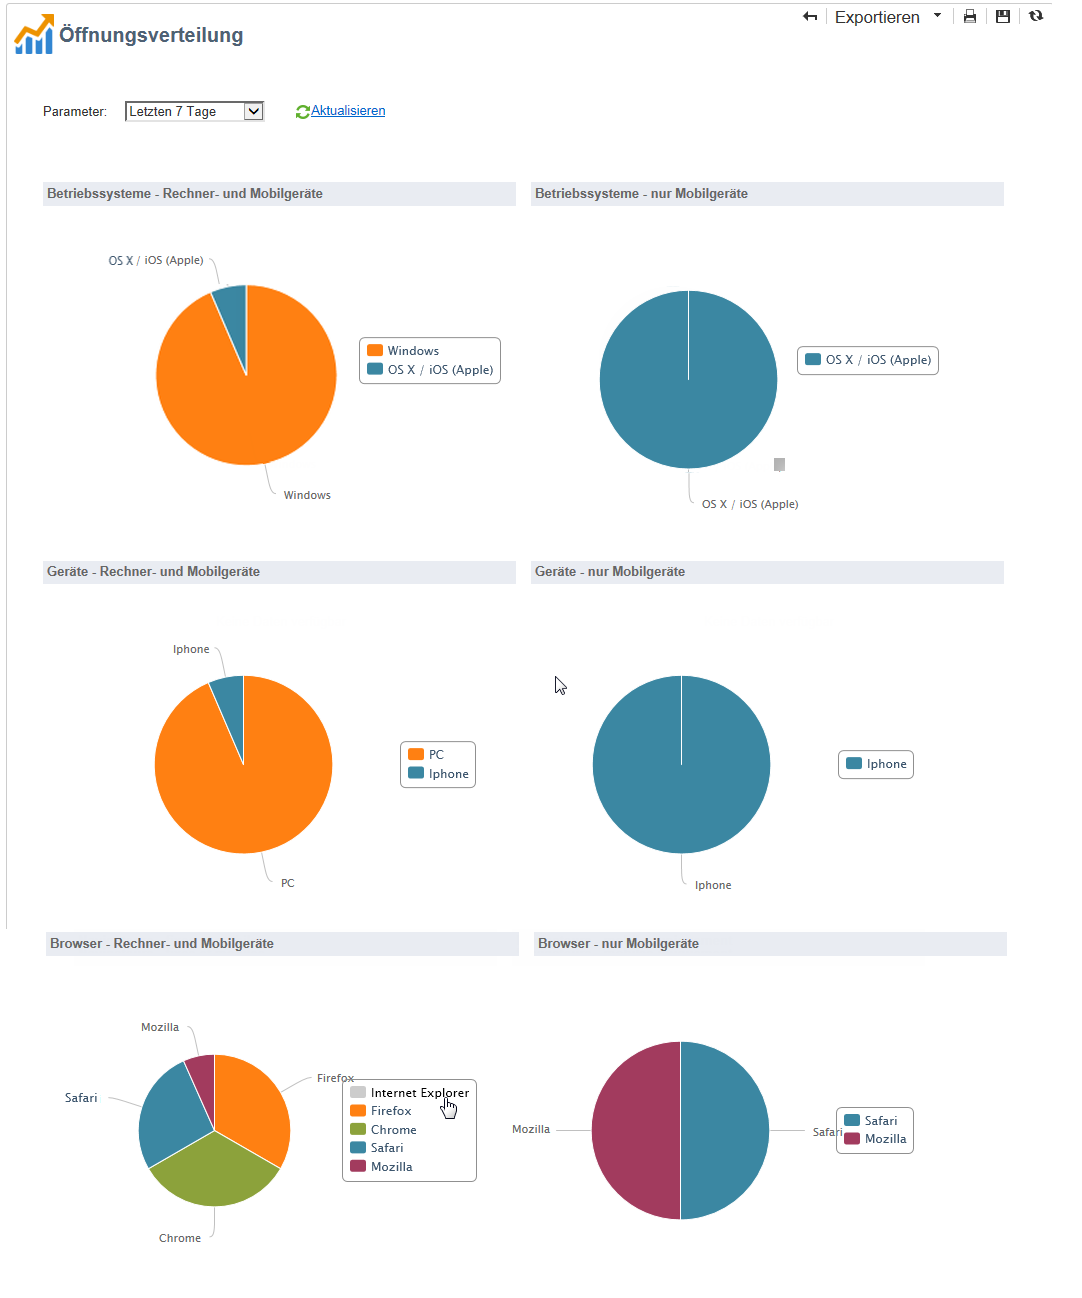 Öffnungsverteilung
Exportieren
Parameter:
Letzten 7 Tage
Aktualisieren
Betriebssysteme - Rechner- und Mobilgeräte
OS X / iOS (Apple)
Windows
OS X / iOS (Apple)
Windows
Betriebssysteme - nur Mobilgeräte
OS X / iOS (Apple)
OS X / iOS (Apple)
Geräte - Rechner- und Mobilgeräte
Iphone
PC
Iphone
PC
Geräte - nur Mobilgeräte
Iphone
Iphone
Browser - Rechner- und Mobilgeräte
Mozilla
Firefox
Safari
Internet Explorer
Firefox
Chrome
Safari
Mozilla
Chrome
Browser - nur Mobilgeräte
Mozilla
Safari
Safari
Mozilla